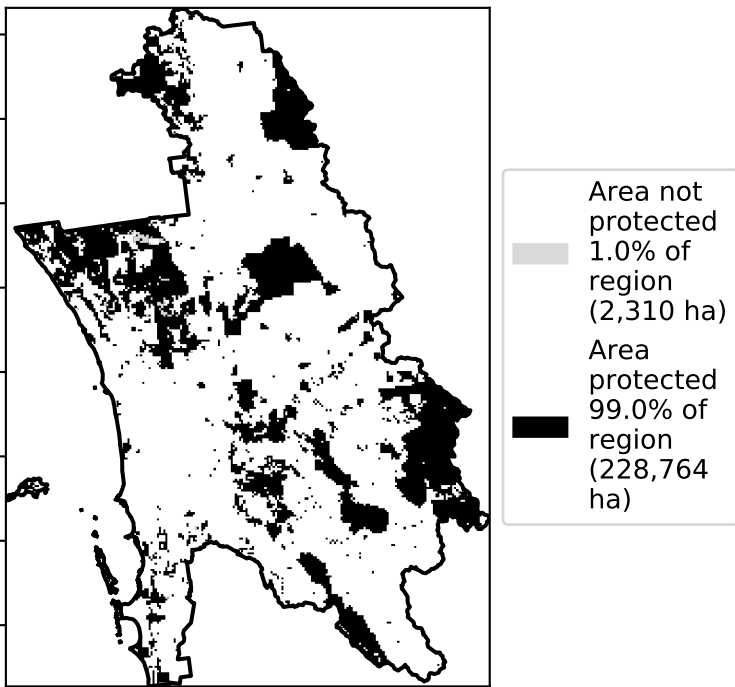 Area not
protected
1.0% of
region
(2,310 ha)
Area
protected
99.0% of
region
(228,764
ha)